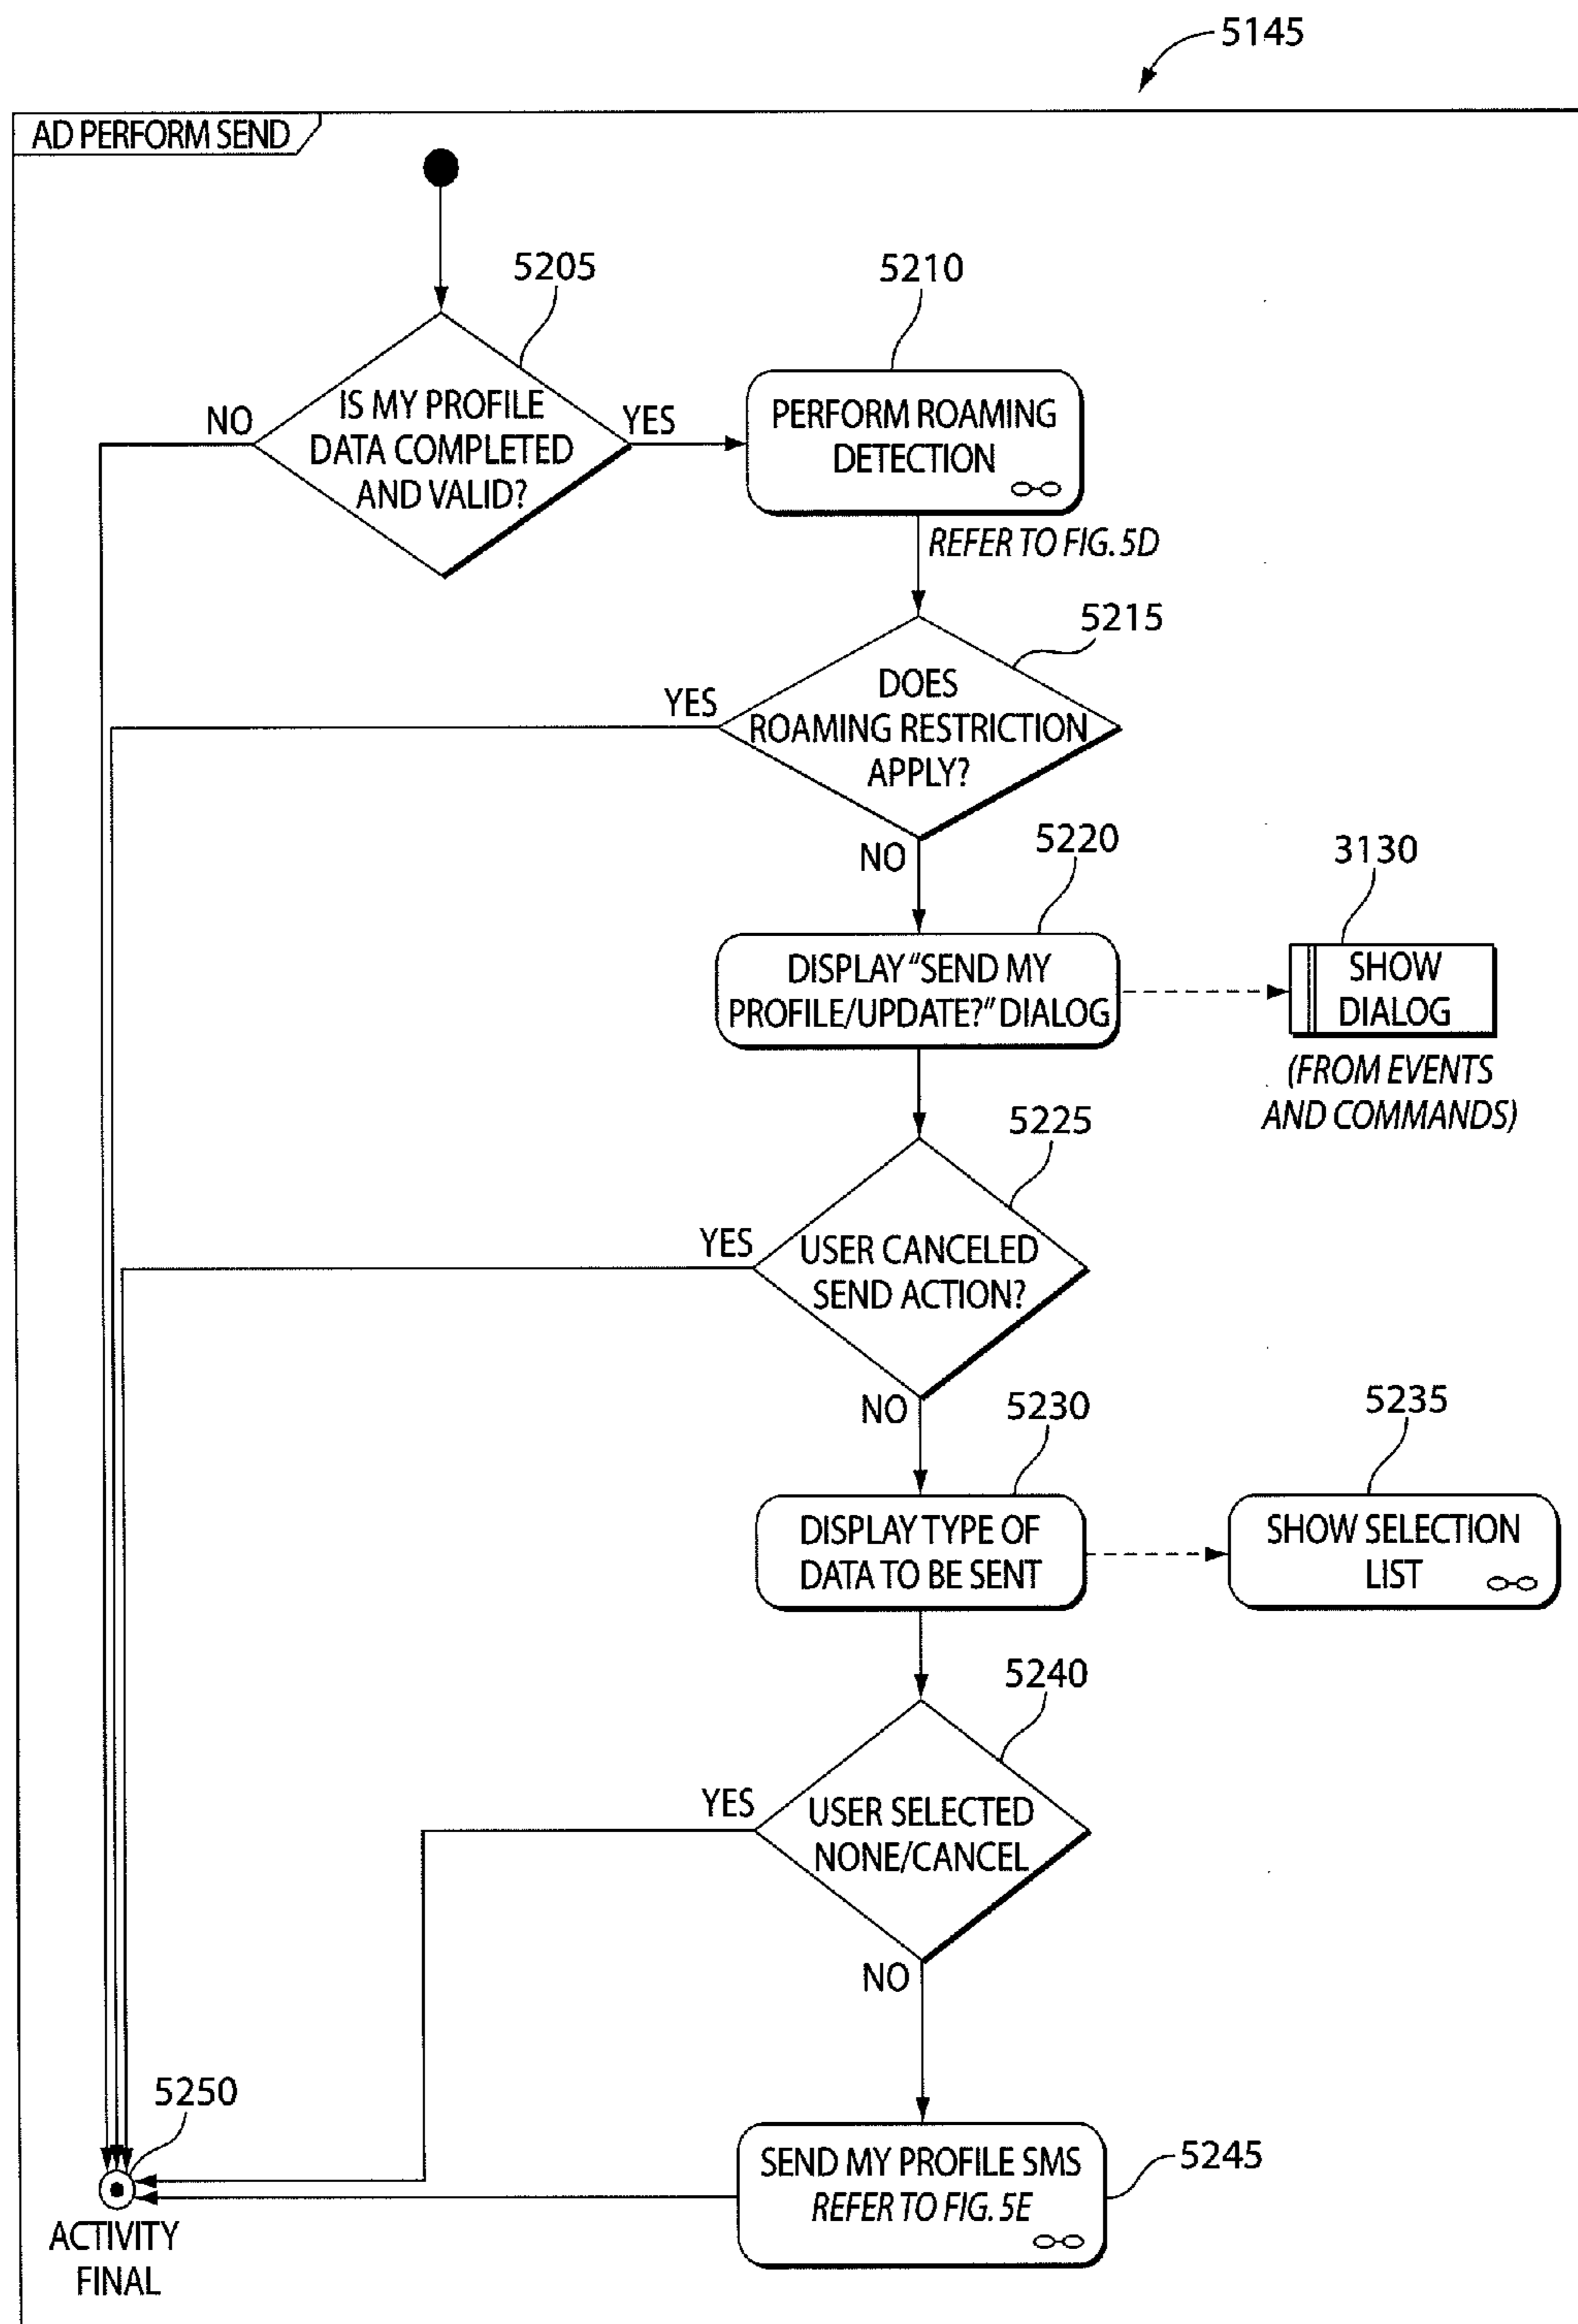 5145
AD PERFORM SEND
5205
5210
IS MY PROFILE
DATA COMPLETED
AND VALID?
NO
YES
PERFORM ROAMING
DETECTION
REFER TO FIG. 5D
5215
DOES
ROAMING RESTRICTION
APPLY?
YES
NO
5220
3130
DISPLAY "SEND MY
PROFILE/UPDATE?" DIALOG
SHOW
DIALOG
(FROM EVENTS
AND COMMANDS)
5225
YES
USER CANCELED
SEND ACTION?
NO
5230
5235
DISPLAY TYPE OF
DATA TO BE SENT
SHOW SELECTION
LIST
5240
YES
USER SELECTED
NONE/CANCEL
NO
5250
ACTIVITY
FINAL
SEND MY PROFILE SMS
REFER TO FIG. 5E
5245